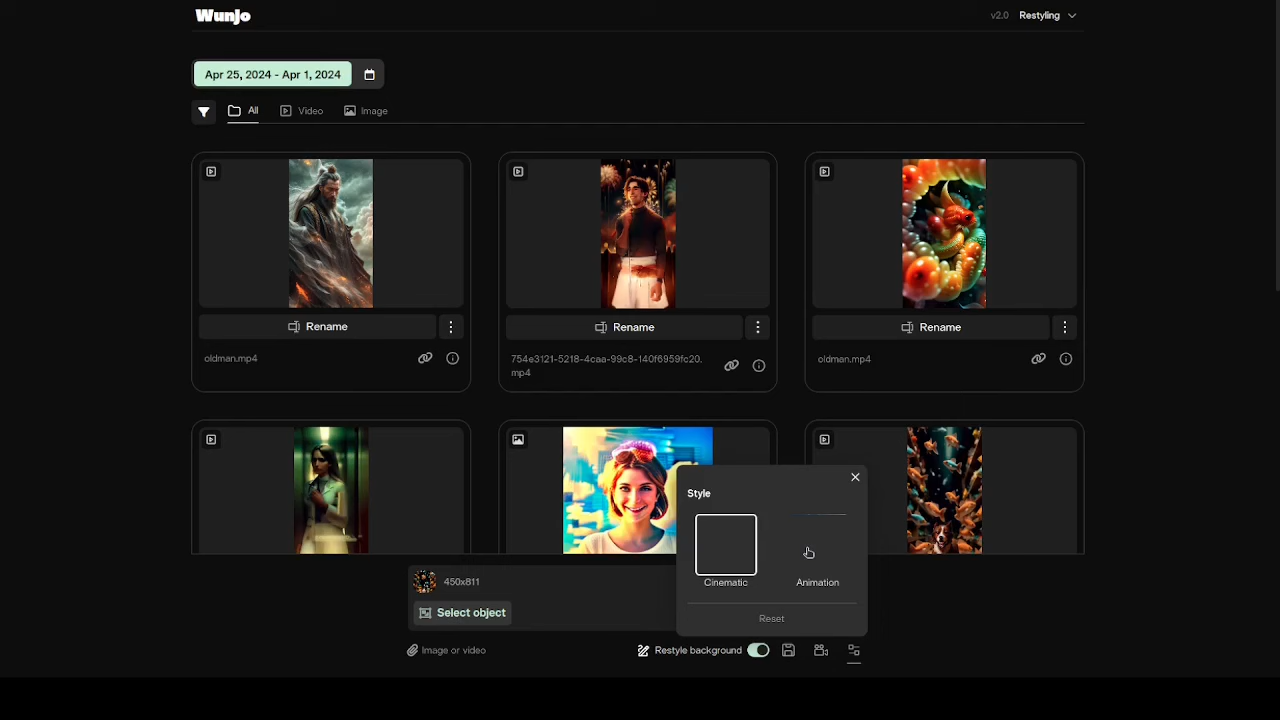 Wunjo
v2.0 Restyling
Apr 25, 2024 - Apr 1, 2024
All Video Image
Rename
Rename
Rename
oldman.mp4
754e3121-5218-4caa-99c8-140f6959fc20.
mp4
oldman.mp4
Style
Cinematic Animation
Reset
450x811
Select object
Image or video
Restyle background